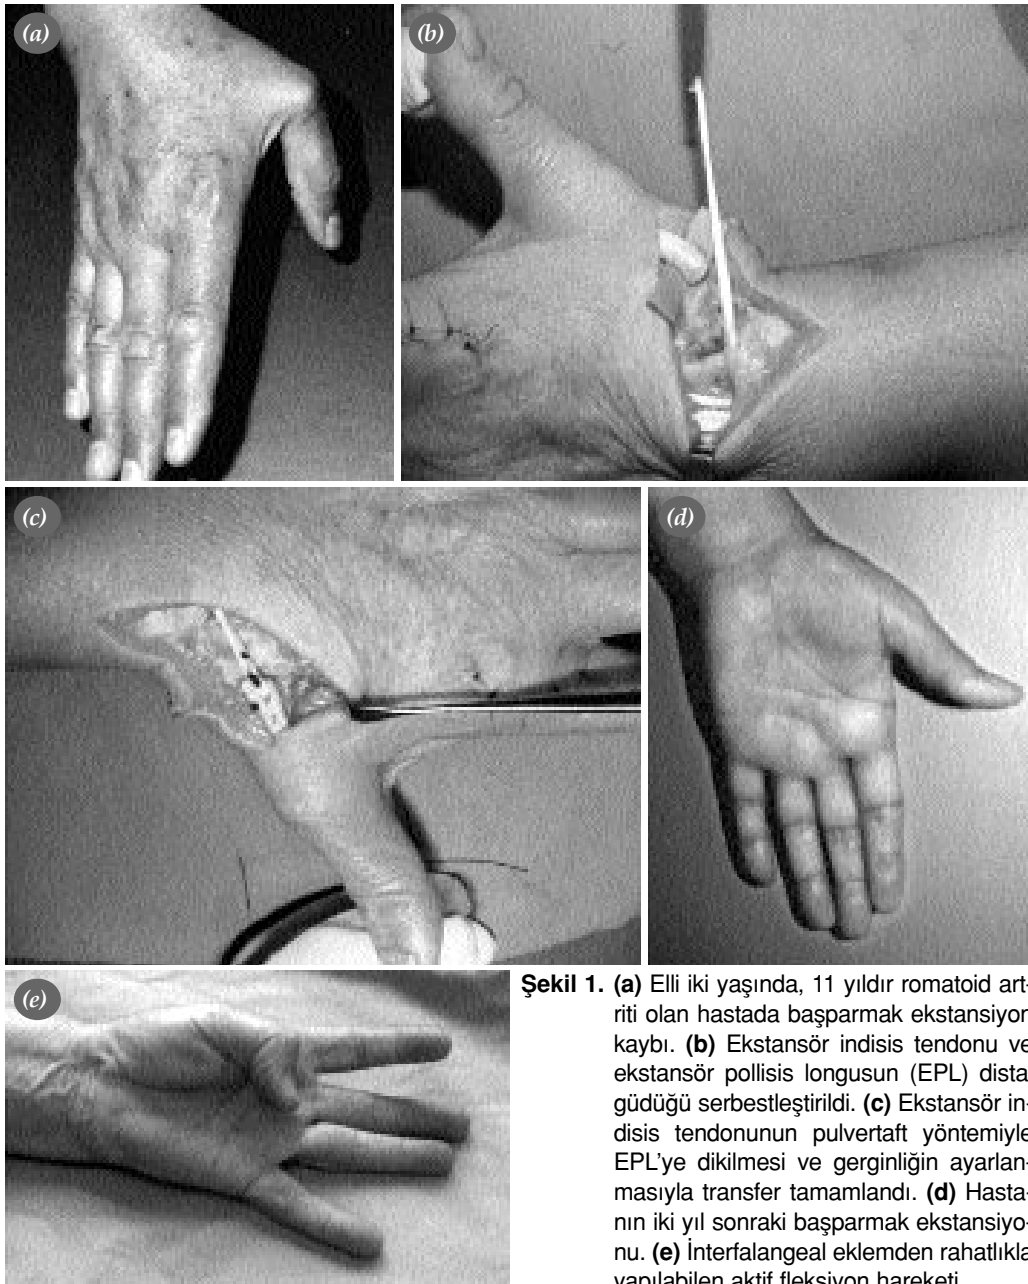 (a)
(b)
(c)
(d)
(e)
Şekil 1. (a) Elli iki yaşında, 11 yıldır romatoid art-
riti olan hastada başparmak ekstansiyon
kaybı. (b) Ekstansör indisis tendonu ve
ekstansör pollisis longusun (EPL) distal
güdüğü serbestleştirildi. (c) Ekstansör in-
disis tendonunun pulvertaft yöntemiyle
EPL'ye dikilmesi ve gerginliğin ayarlan-
masıyla transfer tamamlandı. (d) Hasta-
nın iki yıl sonraki başparmak ekstansiyo-
nu. (e) İnterfalangeal eklemden rahatlıkla
yapılabilen aktif fleksiyon hareketi.